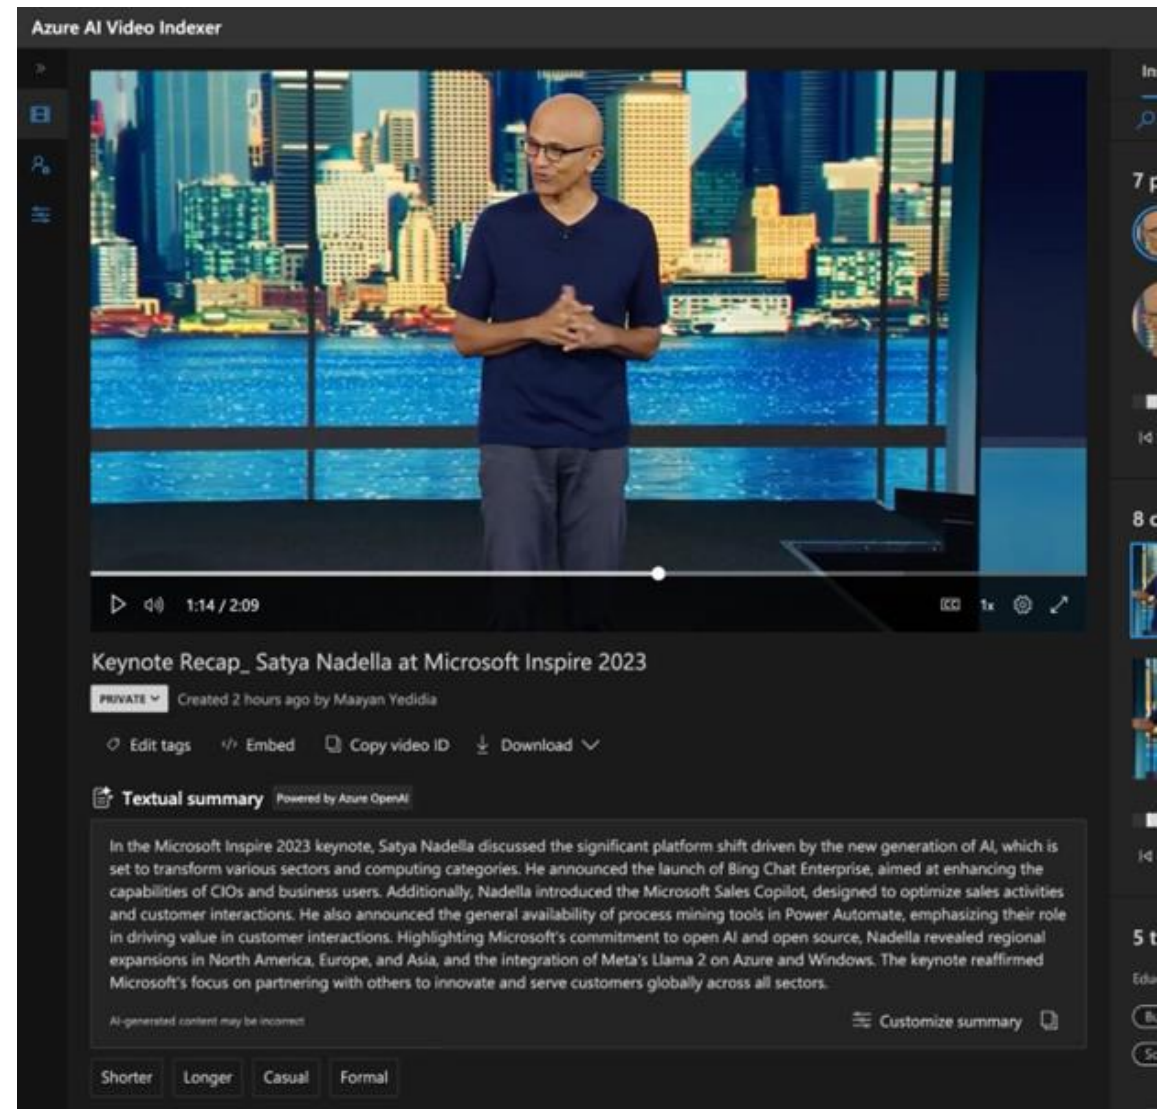 Azure AI Video Indexer
In
7 p
1:14 / 2:09
CC
1x
Keynote Recap_ Satya Nadella at Microsoft Inspire 2023
PRIVATE
Created 2 hours ago by Maayan Yedidia
Edit tags
Embed
Copy video ID
Download
8 c
Textual summary
Powered by Azure OpenAI
In the Microsoft Inspire 2023 keynote, Satya Nadella discussed the significant platform shift driven by the new generation of AI, which is
set to transform various sectors and computing categories. He announced the launch of Bing Chat Enterprise, aimed at enhancing the
capabilities of CIOs and business users. Additionally, Nadella introduced the Microsoft Sales Copilot, designed to optimize sales activities
and customer interactions. He also announced the general availability of process mining tools in Power Automate, emphasizing their role
in driving value in customer interactions. Highlighting Microsoft's commitment to open AI and open source, Nadella revealed regional
expansions in North America, Europe, and Asia, and the integration of Meta's Llama 2 on Azure and Windows. The keynote reaffirmed
Microsoft's focus on partnering with others to innovate and serve customers globally across all sectors.
AI-generated content may be incorrect
Customize summary
Shorter
Longer
Casual
Formal
5 t
Edu
Bu
So